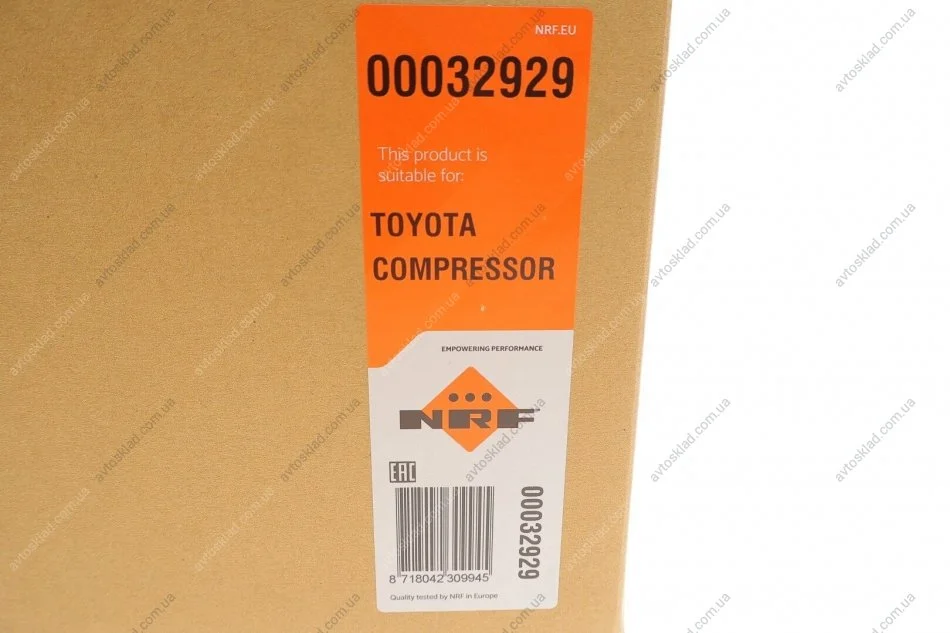 NRF.EU
00032929
This product is
suitable for:
TOYOTA
COMPRESSOR
EMPOWERING PERFORMANCE
NRF
EAC
00032929
8 718042 309945
Quality tested by NRF in Europe
avtosklad.com.ua